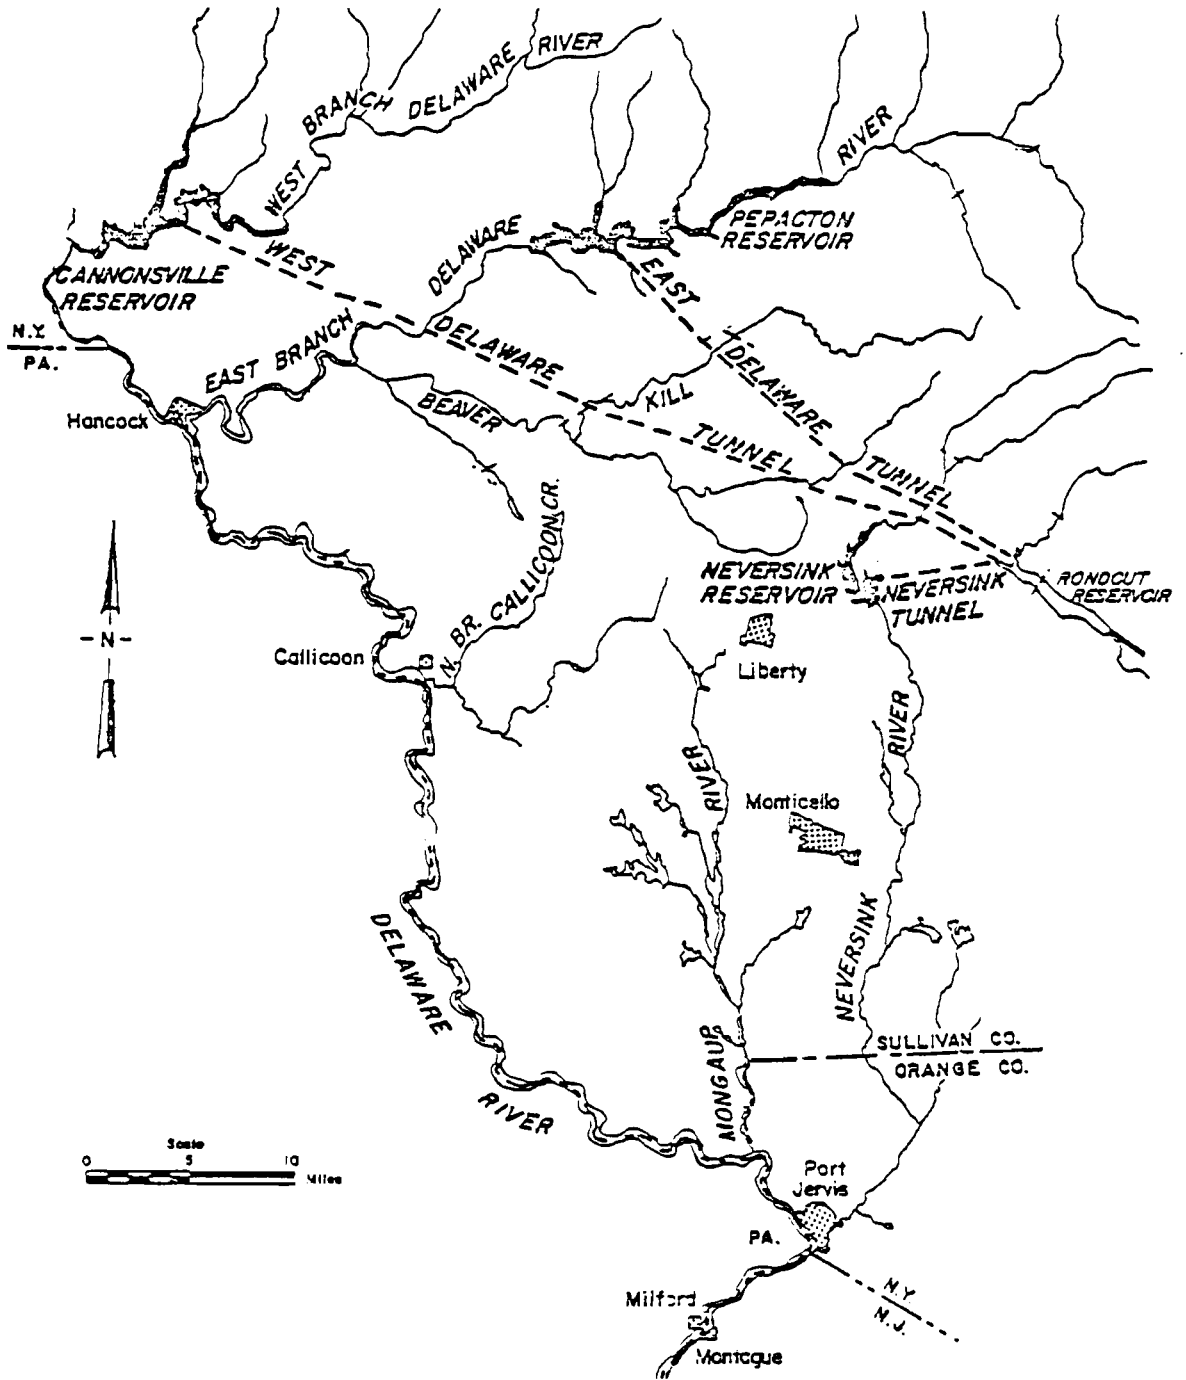 WEST BRANCH DELAWARE RIVER
RIVER
PEPACTON
RESERVOIR
CANNONSVILLE
RESERVOIR
WEST DELAWARE TUNNEL
EAST DELAWARE TUNNEL
EAST BRANCH DELAWARE
N.Y.
PA.
Hancock
BEAVER KILL
N. BR. CALLICOON CR.
NEVERSINK
RESERVOIR
NEVERSINK
TUNNEL
RONDOUT
RESERVOIR
- N -
Callicoon
Liberty
Monticello
MONGAUP RIVER
NEVERSINK RIVER
DELAWARE RIVER
SULLIVAN CO.
ORANGE CO.
Scale
0 5 10
Miles
Port
Jervis
PA.
N.Y.
N.J.
Milford
Montague